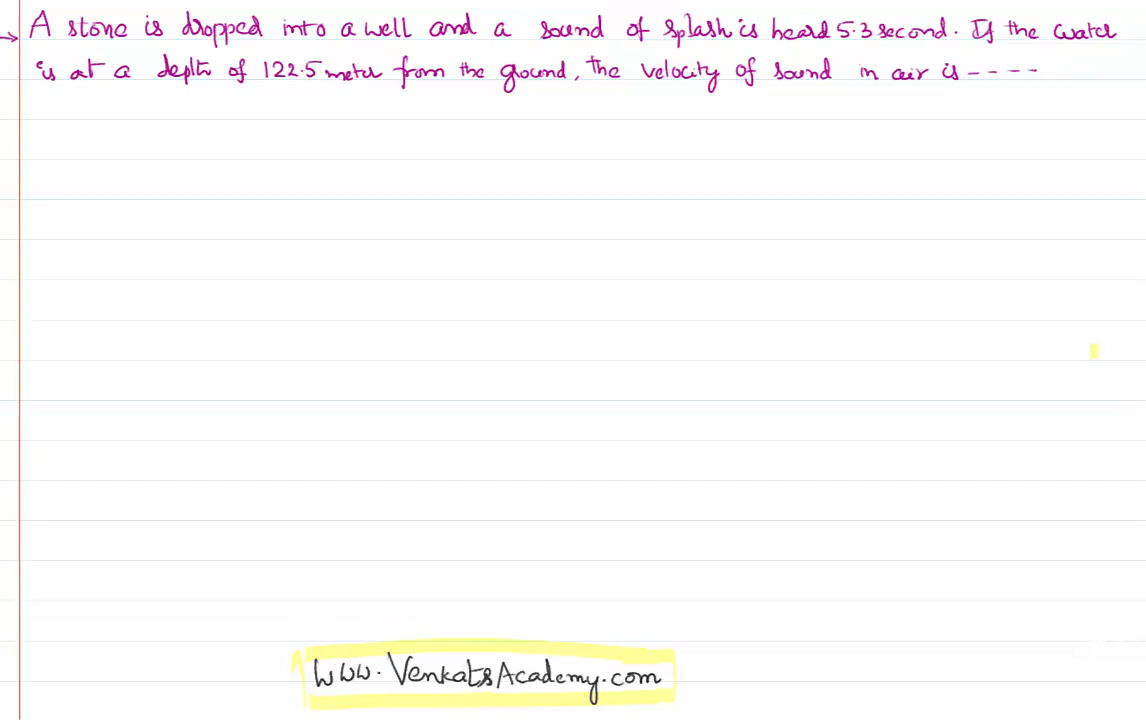 → A stone is dropped into a well and a sound of splash is heard 5.3 second. If the water
is at a depth of 122.5 meter from the ground, the velocity of sound in air is ----
www.VenkatsAcademy.com